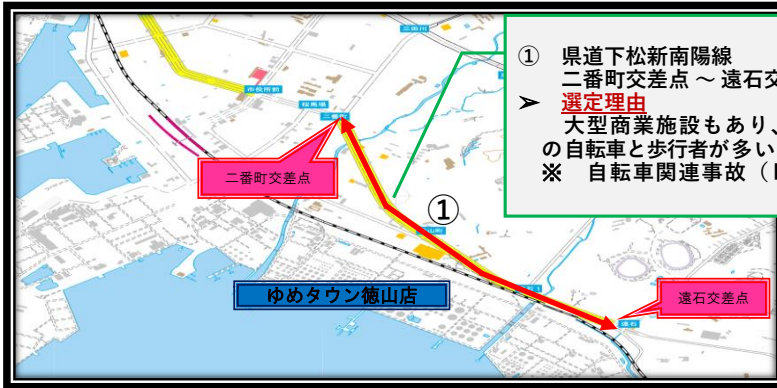 ① 県道下松新南陽線
二番町交差点 ~ 遠石交
➤ 選定理由
大型商業施設もあり、
の自転車と歩行者が多い
※ 自転車関連事故(
市役所前
桜馬場
二番町
二番町交差点
①
ゆめタウン徳山店
遠石交差点
遠石